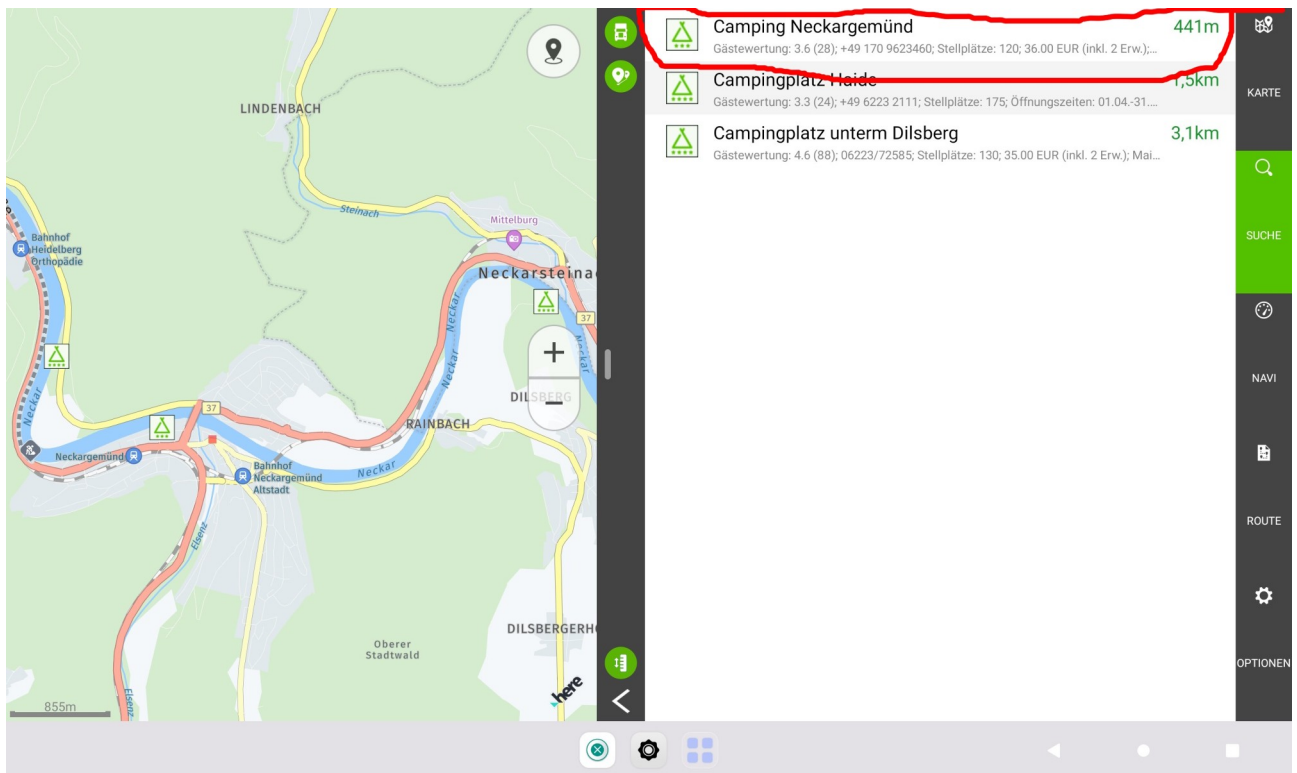 LINDENBACH
Steinach
Mittelburg
Neckarsteina
Bahnhof
Heidelberg
Orthopädie
Neckar
37
Neckar
Neckar
Neckar
DILSBERG
37
RAINBACH
Neckargemünd
Bahnhof
Neckargemünd
Altstadt
Neckar
Elsenz
DILSBERGERH
Oberer
Stadtwald
Elsenz
855m
here
Camping Neckargemünd
441m
Gästewertung: 3.6 (28); +49 170 9623460; Stellplätze: 120; 36.00 EUR (inkl. 2 Erw.);...
Campingplatz Haide
1,5km
Gästewertung: 3.3 (24); +49 6223 2111; Stellplätze: 175; Öffnungszeiten: 01.04.-31....
Campingplatz unterm Dilsberg
3,1km
Gästewertung: 4.6 (88); 06223/72585; Stellplätze: 130; 35.00 EUR (inkl. 2 Erw.); Mai...
KARTE
SUCHE
NAVI
ROUTE
OPTIONEN